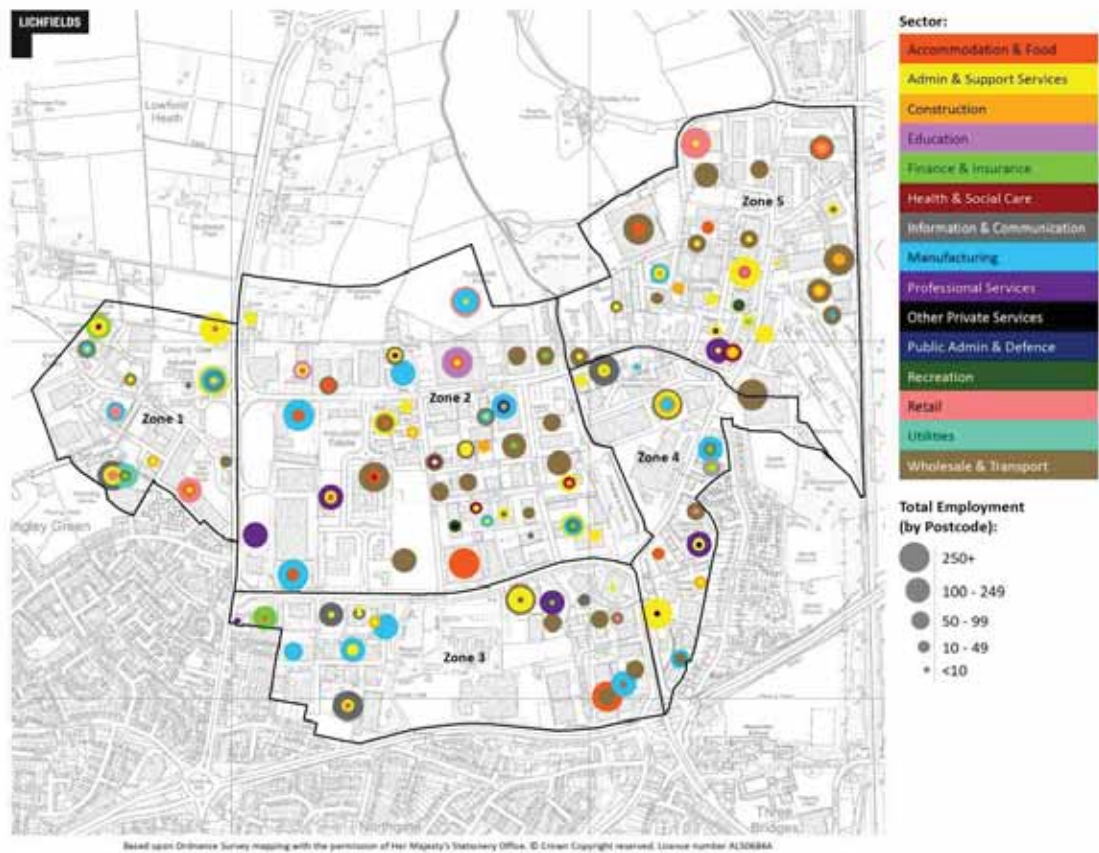 LICHFIELDS
Sector:
Accommodation & Food
Admin & Support Services
Construction
Education
Finance & Insurance
Health & Social Care
Information & Communication
Manufacturing
Professional Services
Other Private Services
Public Admin & Defence
Recreation
Retail
Utilities
Wholesale & Transport
Total Employment
(by Postcode):
250+
100 - 249
50 - 99
10 - 49
<10
Lowfield
Heath
Zone 5
Zone 2
Zone 1
Zone 4
Zone 3
Three
Bridges
Based upon Ordnance Survey mapping with the permission of Her Majesty's Stationery Office. © Crown Copyright reserved. Licence number AL50684A